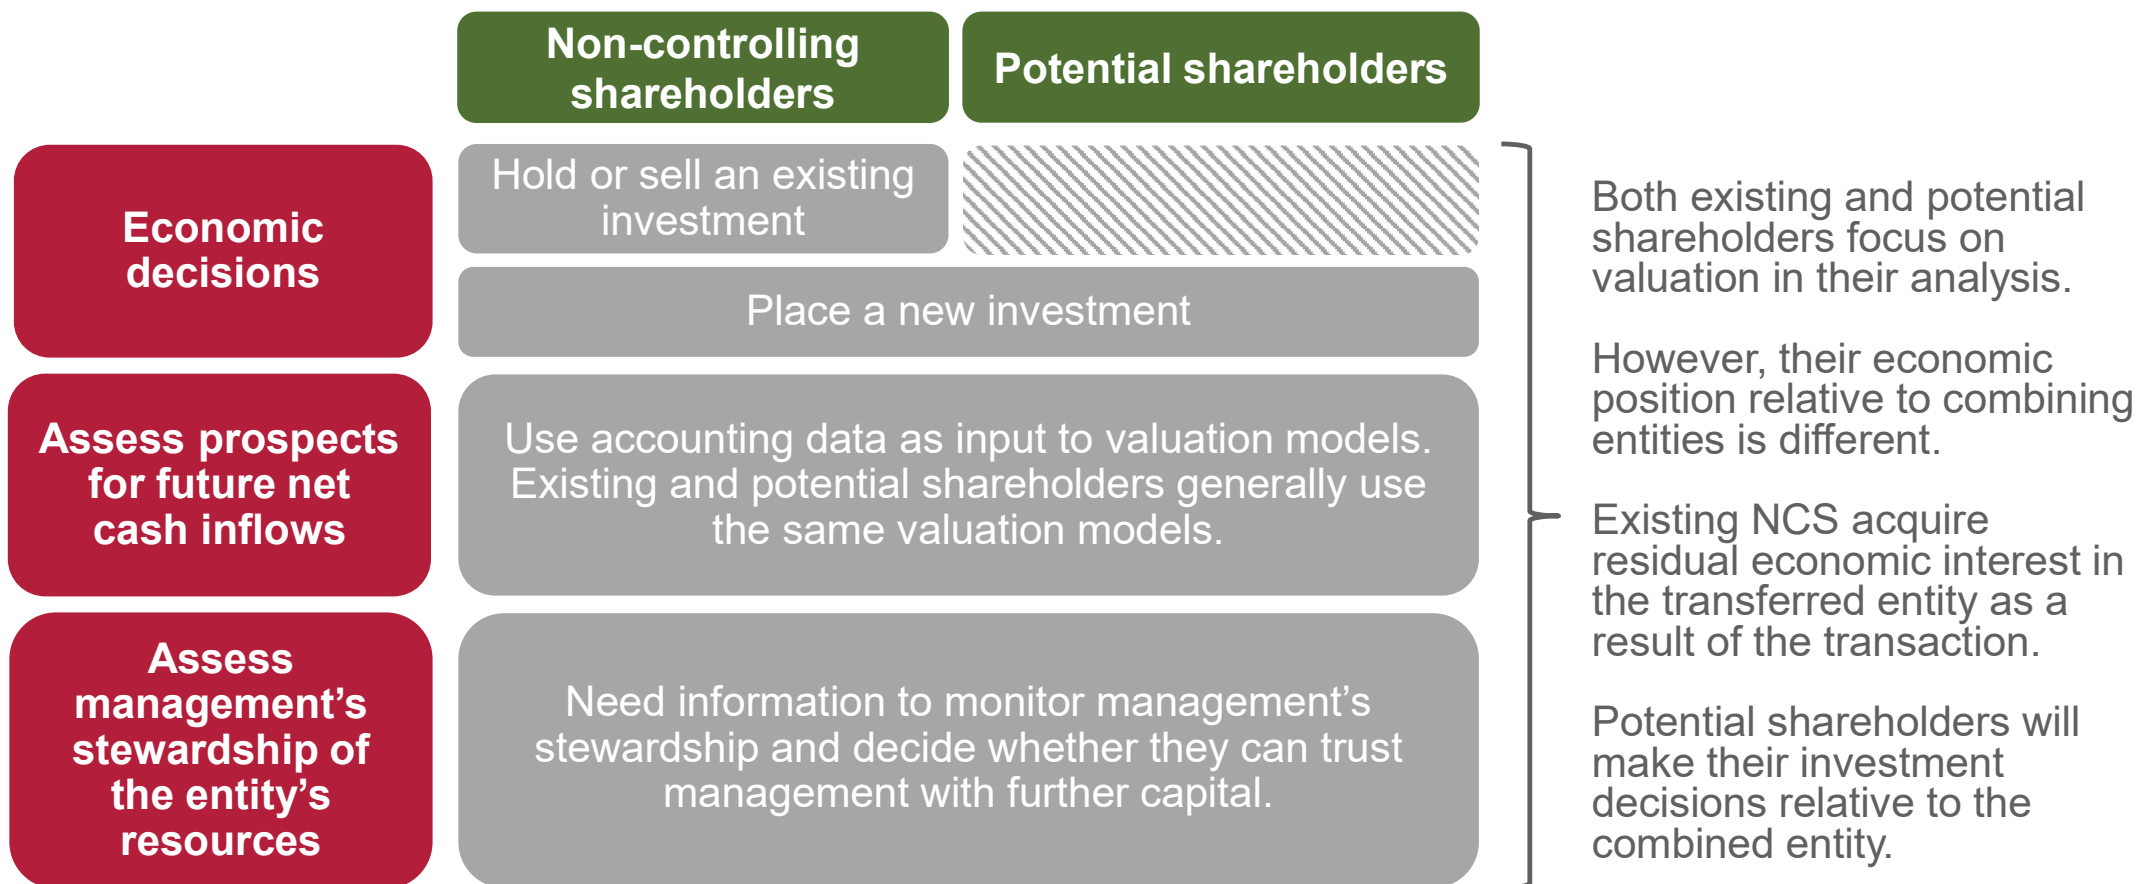 Non-controlling
shareholders
Potential shareholders
Economic
decisions
Hold or sell an existing
investment
Place a new investment
Assess prospects
for future net
cash inflows
Use accounting data as input to valuation models.
Existing and potential shareholders generally use
the same valuation models.
Assess
management’s
stewardship of
the entity’s
resources
Need information to monitor management’s
stewardship and decide whether they can trust
management with further capital.
Both existing and potential
shareholders focus on
valuation in their analysis.
However, their economic
position relative to combining
entities is different.
Existing NCS acquire
residual economic interest in
the transferred entity as a
result of the transaction.
Potential shareholders will
make their investment
decisions relative to the
combined entity.